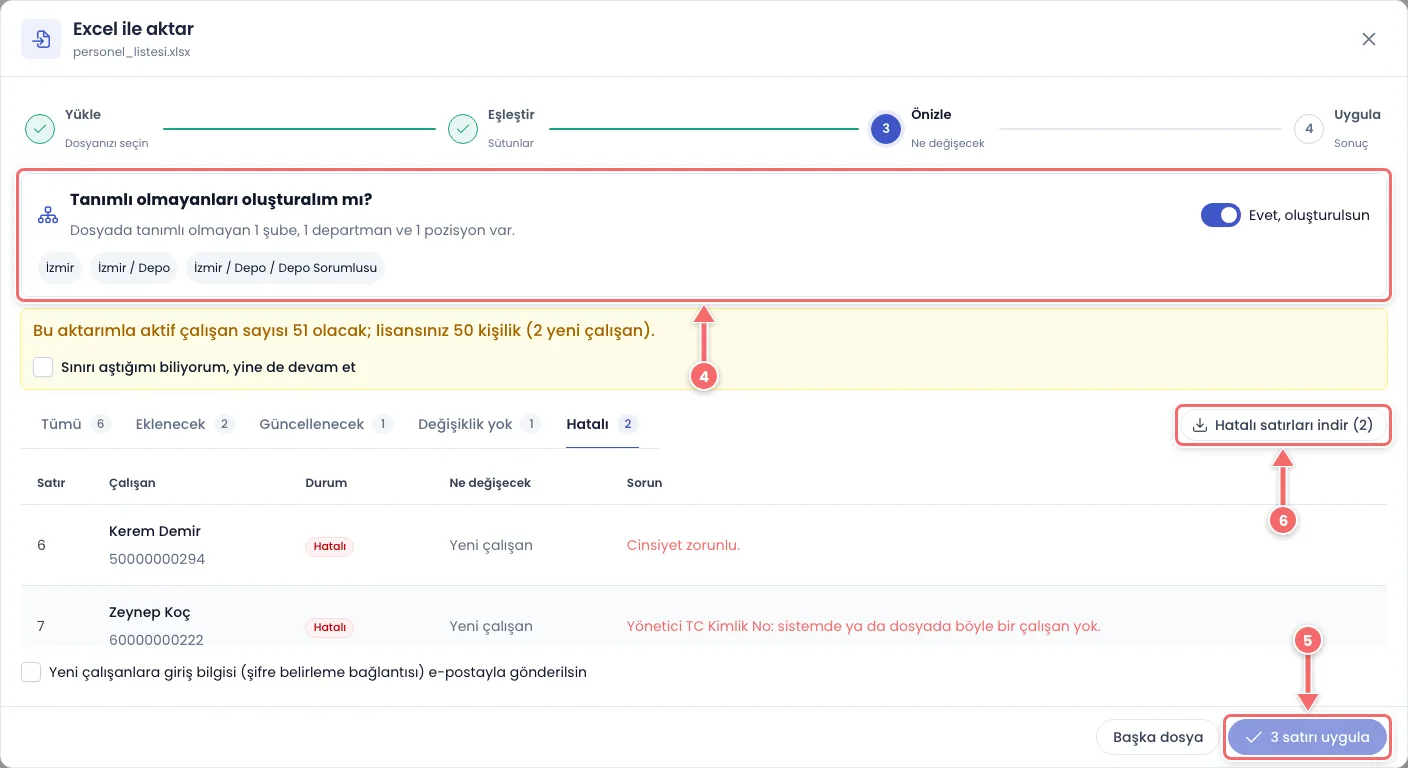 Excel ile aktar
personel_listesi.xlsx
Yükle
Dosyanızı seçin
Eşleştir
Sütunlar
3
Önizle
Ne değişecek
4
Uygula
Sonuç
Tanımlı olmayanları oluşturalım mı?
Dosyada tanımlı olmayan 1 şube, 1 departman ve 1 pozisyon var.
Evet, oluşturulsun
İzmir
İzmir / Depo
İzmir / Depo / Depo Sorumlusu
Bu aktarımla aktif çalışan sayısı 51 olacak; lisansınız 50 kişilik (2 yeni çalışan).
Sınırı aştığımı biliyorum, yine de devam et
4
Tümü 6
Eklenecek 2
Güncellenecek 1
Değişiklik yok 1
Hatalı 2
Hatalı satırları indir (2)
6
Satır Çalışan Durum Ne değişecek Sorun
6 Kerem Demir 50000000294 Hatalı Yeni çalışan Cinsiyet zorunlu.
7 Zeynep Koç 60000000222 Hatalı Yeni çalışan Yönetici TC Kimlik No: sistemde ya da dosyada böyle bir çalışan yok.
5
Yeni çalışanlara giriş bilgisi (şifre belirleme bağlantısı) e-postayla gönderilsin
Başka dosya
3 satırı uygula